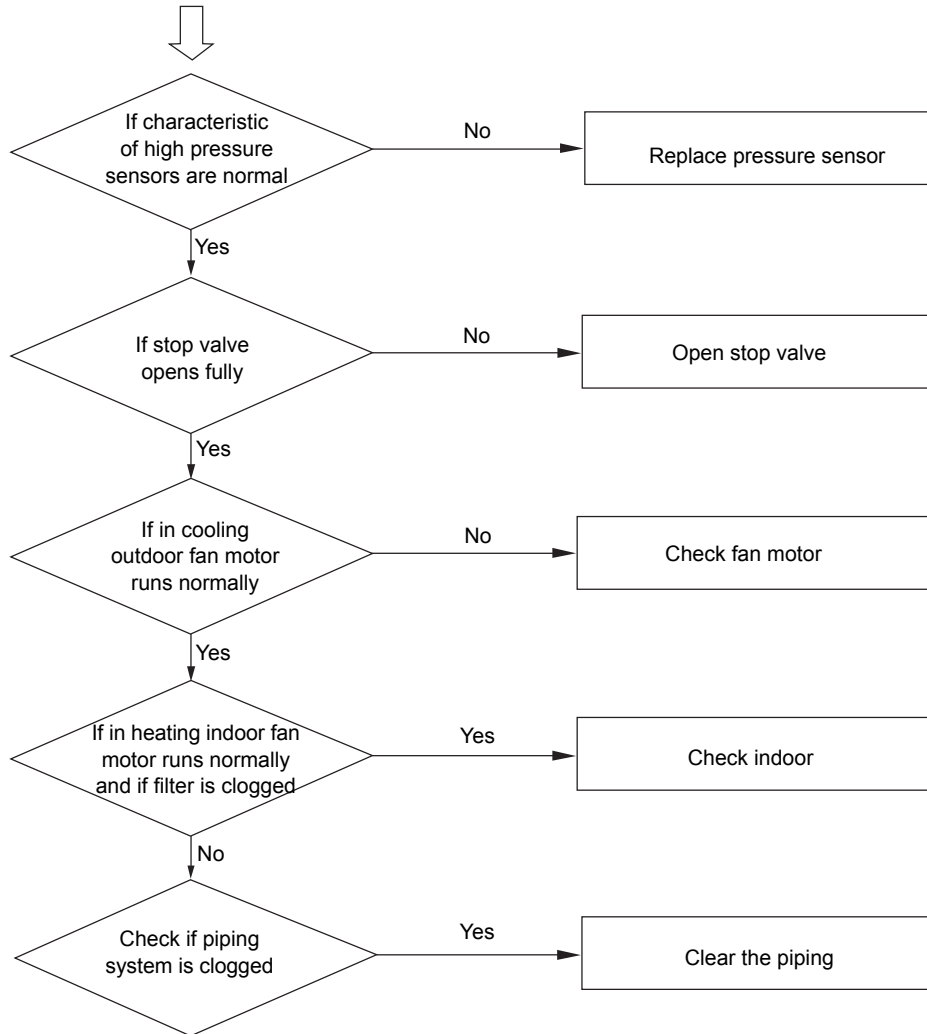 If characteristic
of high pressure
sensors are normal
No
Replace pressure sensor
Yes
If stop valve
opens fully
No
Open stop valve
Yes
If in cooling
outdoor fan motor
runs normally
No
Check fan motor
Yes
If in heating indoor fan
motor runs normally
and if filter is clogged
Yes
Check indoor
No
Check if piping
system is clogged
Yes
Clear the piping